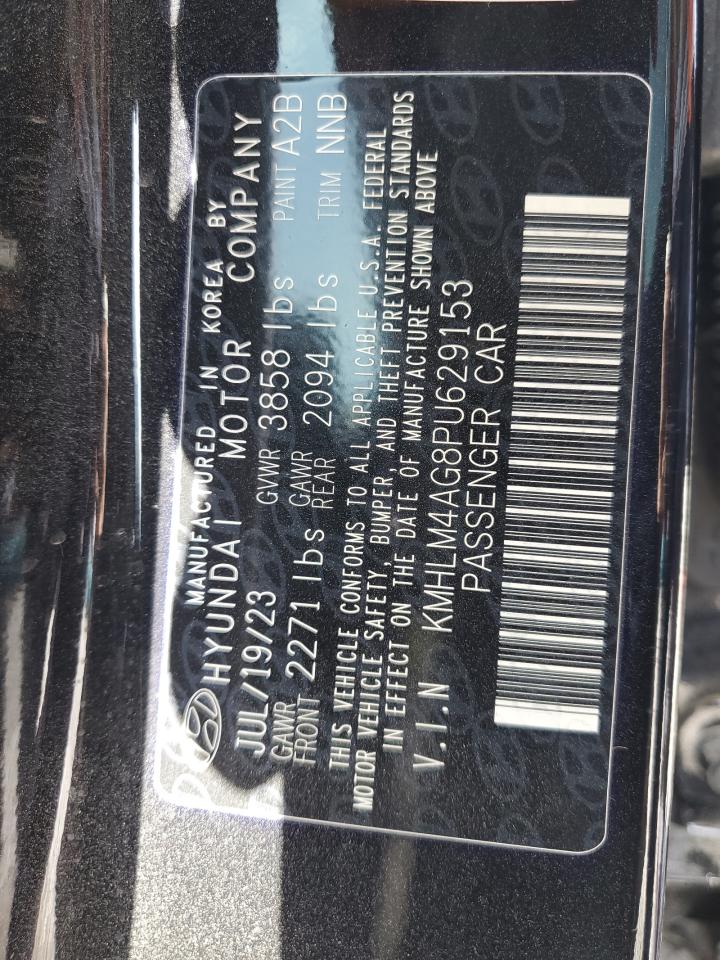 MANUFACTURED IN KOREA BY
HYUNDAI MOTOR COMPANY
JUL/19/23 GVWR 3858 lbs PAINT A2B
GAWR FRONT 2271 lbs GAWR REAR 2094 lbs TRIM NNB
THIS VEHICLE CONFORMS TO ALL APPLICABLE U.S.A. FEDERAL
MOTOR VEHICLE SAFETY, BUMPER, AND THEFT PREVENTION STANDARDS
IN EFFECT ON THE DATE OF MANUFACTURE SHOWN ABOVE
V.I.N KMHLM4AG8PU629153
PASSENGER CAR